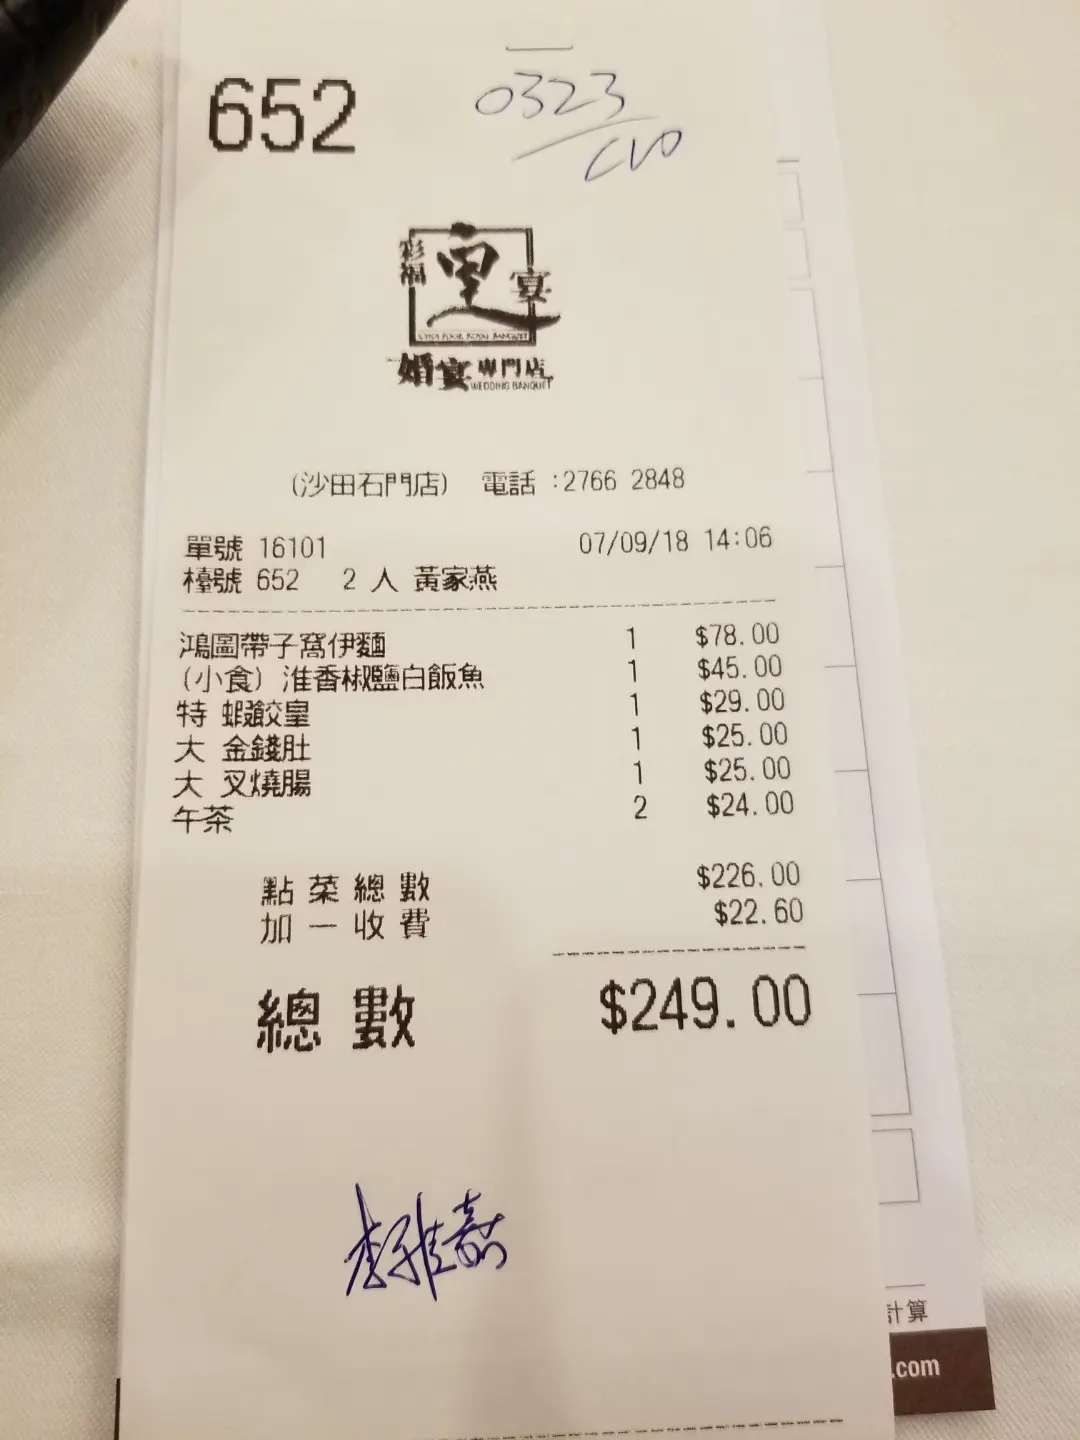 652
0323
彩福
皇
宴
CHOI FOOK ROYAL BANQUET
婚宴專門店
WEDDING BANQUET
(沙田石門店) 電話 :2766 2848
單號 16101 07/09/18 14:06
檯號 652 2 人 黃家燕
鴻圖帶子窩伊麵 1 $78.00
(小食) 淮香椒鹽白飯魚 1 $45.00
特 蝦餃皇 1 $29.00
大 金錢肚 1 $25.00
大 叉燒腸 1 $25.00
午茶 2 $24.00
點菜總數 $226.00
加一收費 $22.60
總數 $249.00
李雅嘉
計算
.com